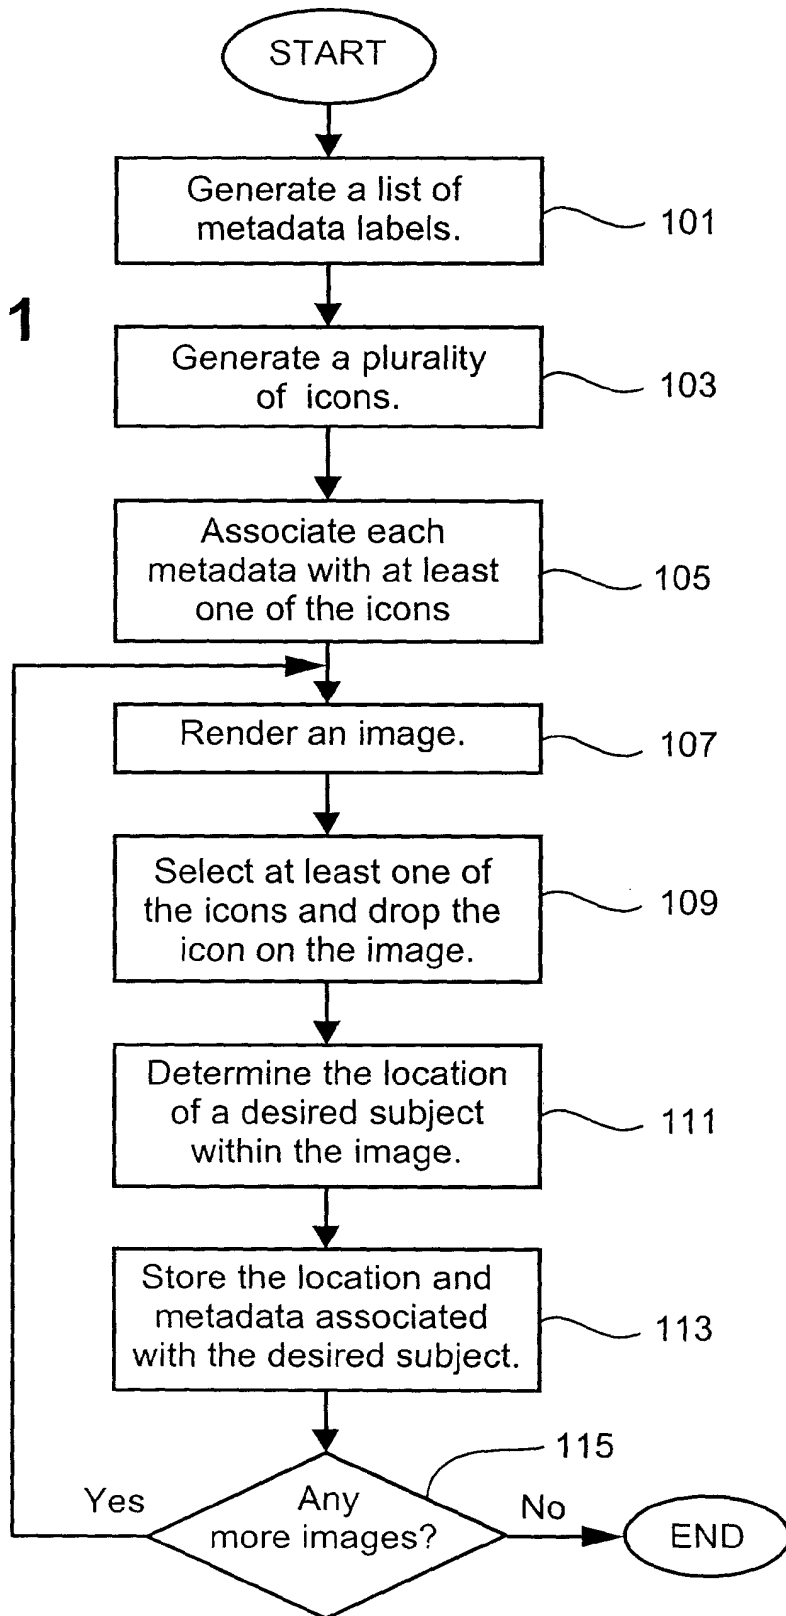 START
Generate a list of
metadata labels.
101
1
Generate a plurality
of icons.
103
Associate each
metadata with at least
one of the icons
105
Render an image.
107
Select at least one of
the icons and drop the
icon on the image.
109
Determine the location
of a desired subject
within the image.
111
Store the location and
metadata associated
with the desired subject.
113
115
Yes
Any
more images?
No
END